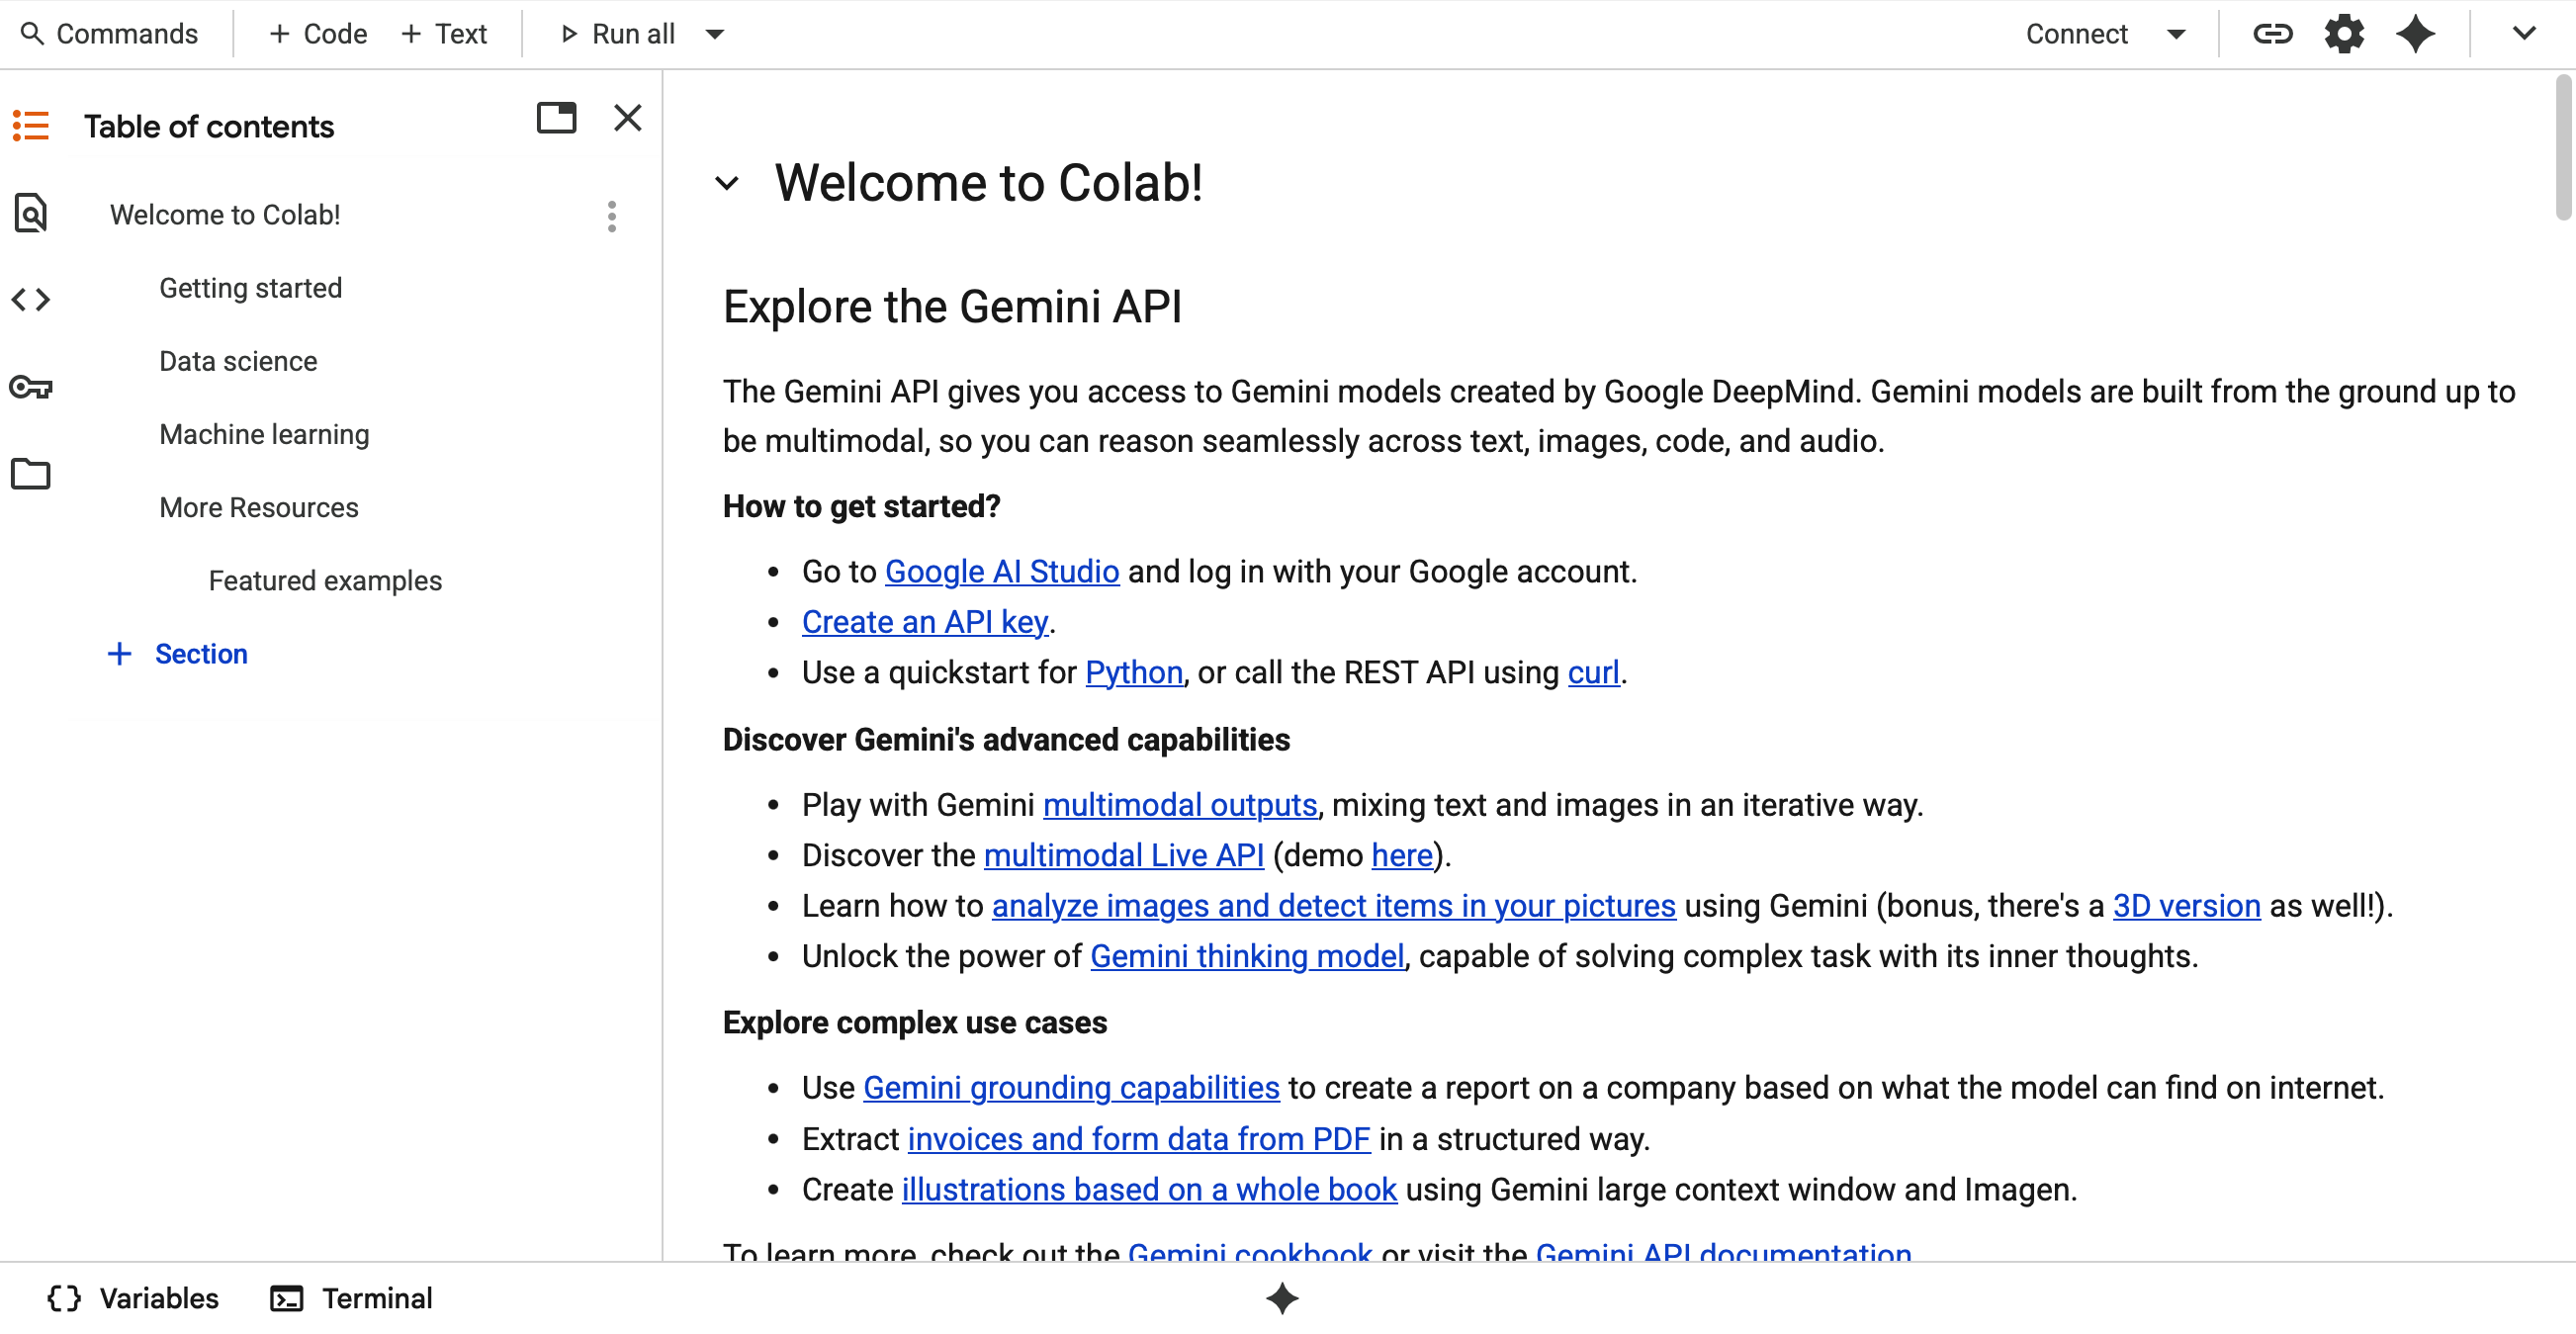 Commands
+ Code
+ Text
Run all
Connect
Table of contents
Welcome to Colab!
Getting started
Data science
Machine learning
More Resources
Featured examples
+ Section
Welcome to Colab!
Explore the Gemini API
The Gemini API gives you access to Gemini models created by Google DeepMind. Gemini models are built from the ground up to
be multimodal, so you can reason seamlessly across text, images, code, and audio.
How to get started?
• Go to Google AI Studio and log in with your Google account.
• Create an API key.
• Use a quickstart for Python, or call the REST API using curl.
Discover Gemini's advanced capabilities
• Play with Gemini multimodal outputs, mixing text and images in an iterative way.
• Discover the multimodal Live API (demo here).
• Learn how to analyze images and detect items in your pictures using Gemini (bonus, there's a 3D version as well!).
• Unlock the power of Gemini thinking model, capable of solving complex task with its inner thoughts.
Explore complex use cases
• Use Gemini grounding capabilities to create a report on a company based on what the model can find on internet.
• Extract invoices and form data from PDF in a structured way.
• Create illustrations based on a whole book using Gemini large context window and Imagen.
To learn more, check out the Gemini cookbook or visit the Gemini API documentation
Variables
Terminal